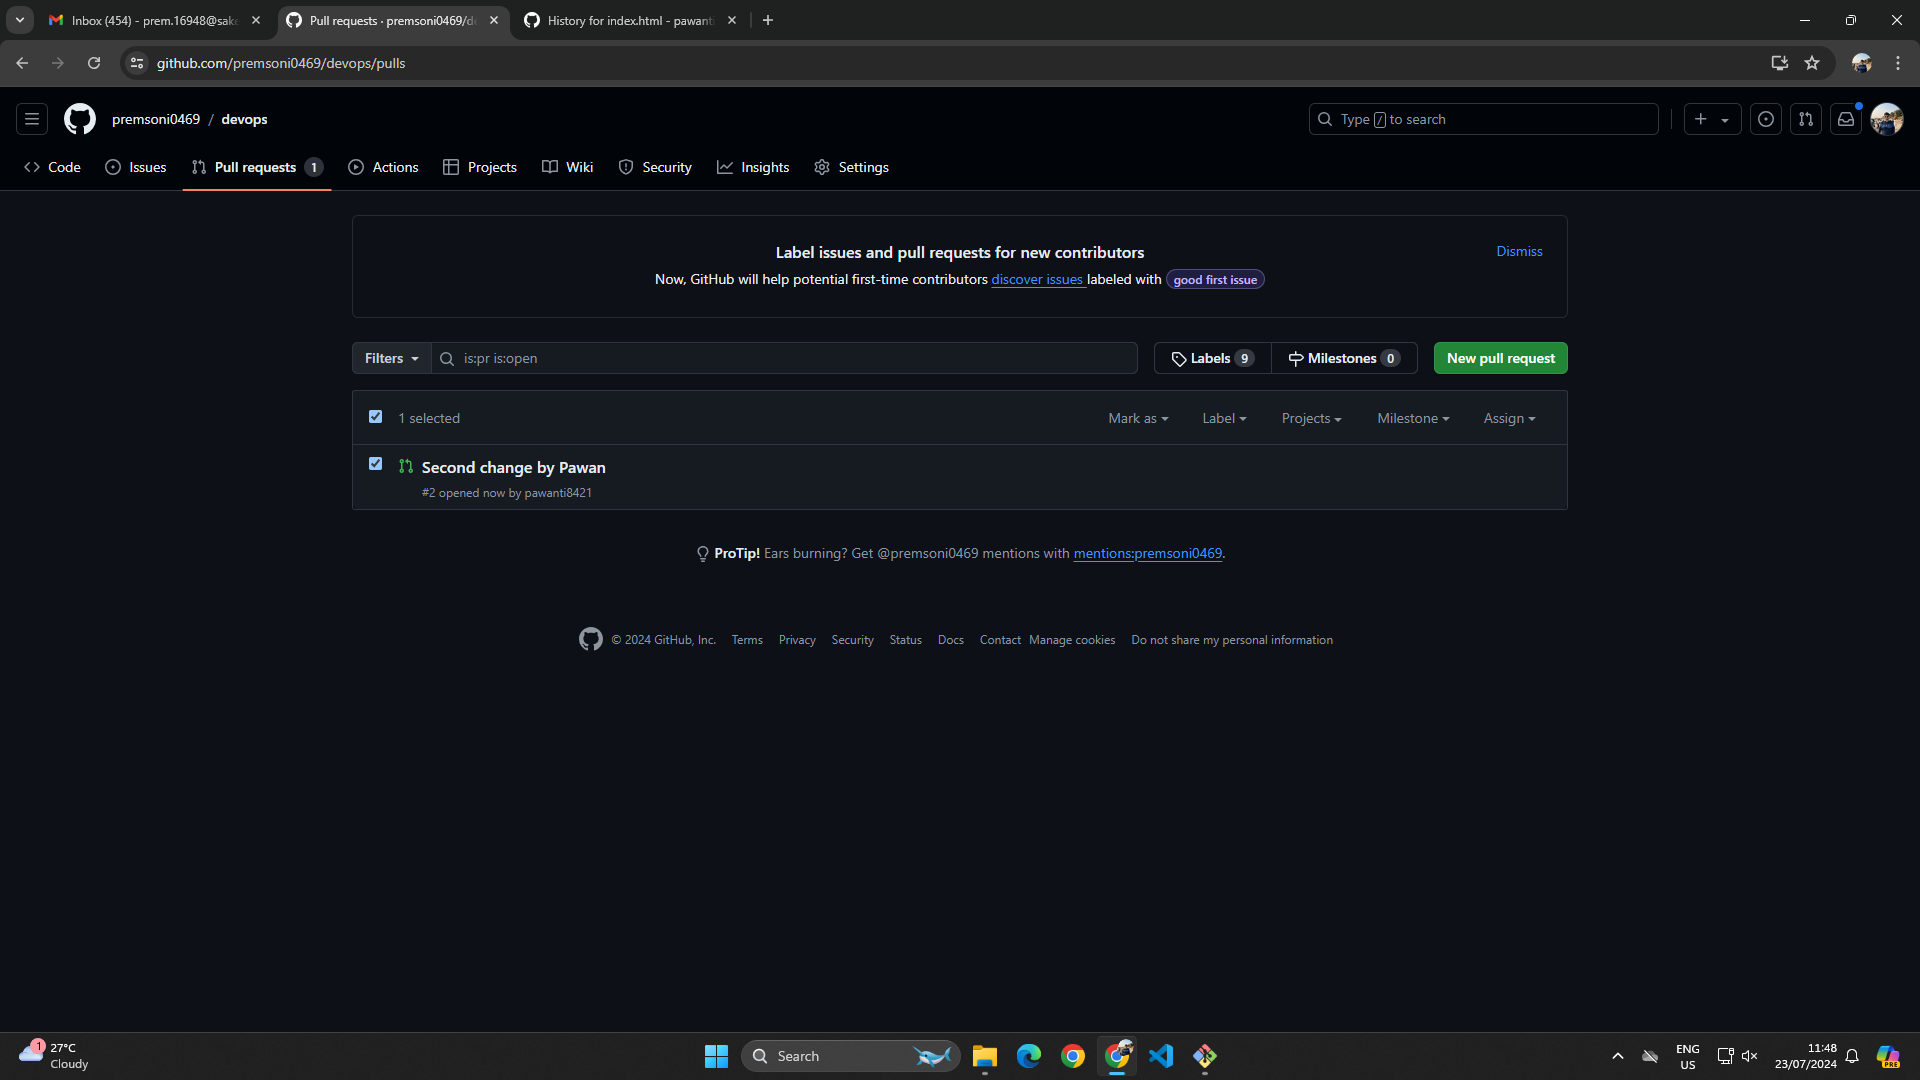 Inbox (454) - prem.16948@sake
Pull requests · premsoni0469/de
History for index.html - pawanti
github.com/premsoni0469/devops/pulls
premsoni0469 / devops
Type / to search
Code
Issues
Pull requests 1
Actions
Projects
Wiki
Security
Insights
Settings
Label issues and pull requests for new contributors
Dismiss
Now, GitHub will help potential first-time contributors discover issues labeled with good first issue
Filters
is:pr is:open
Labels 9
Milestones 0
New pull request
1 selected
Mark as
Label
Projects
Milestone
Assign
Second change by Pawan
#2 opened now by pawanti8421
ProTip! Ears burning? Get @premsoni0469 mentions with mentions:premsoni0469.
© 2024 GitHub, Inc.
Terms
Privacy
Security
Status
Docs
Contact
Manage cookies
Do not share my personal information
1
27°C
Cloudy
Search
ENG
US
11:48
23/07/2024
PRE